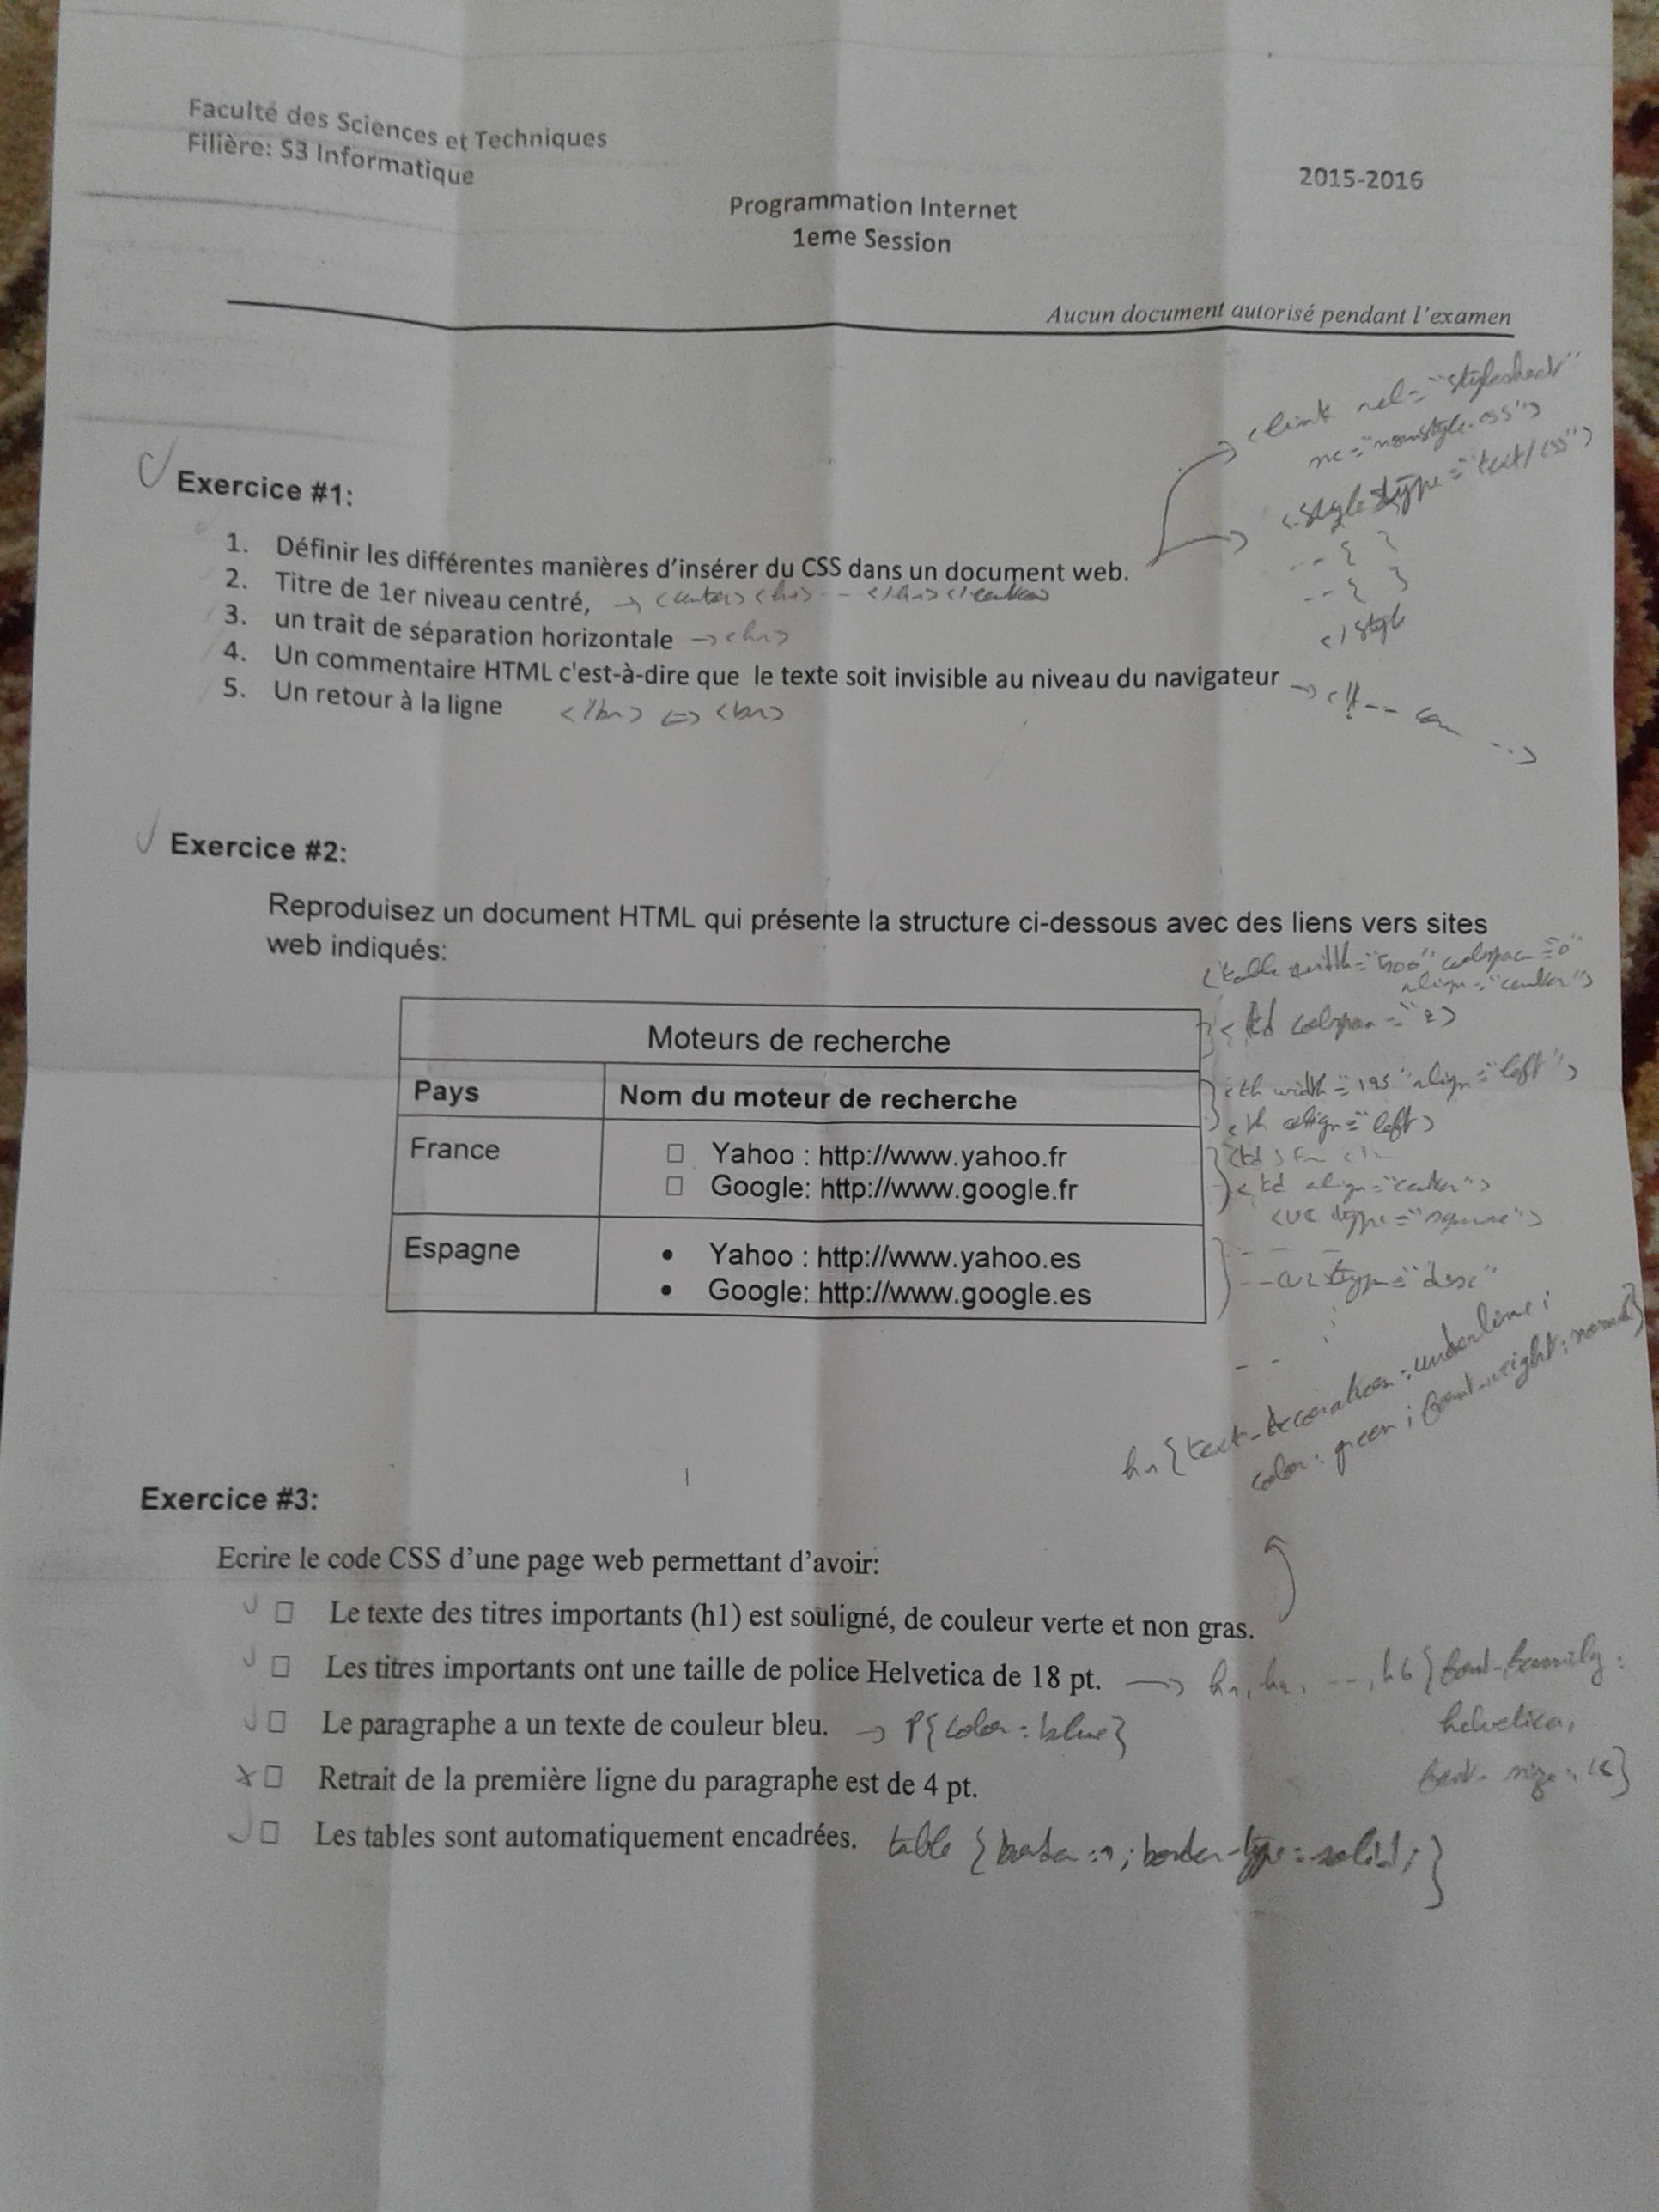 Faculté des Sciences et Techniques
Filière: S3 Informatique
2015-2016
Programmation Internet
1eme Session
Aucun document autorisé pendant l'examen
<link rel="stylesheet"
<style type="text/css">
--{ }
--{ }
</style
Exercice #1:
1. Définir les différentes manières d'insérer du CSS dans un document web.
2. Titre de 1er niveau centré, → <center><h1> -- </h1></center>
3. un trait de séparation horizontale → <hr>
4. Un commentaire HTML c'est-à-dire que le texte soit invisible au niveau du navigateur → <!-- com -->
5. Un retour à la ligne </br> <=> <br>
Exercice #2:
Reproduisez un document HTML qui présente la structure ci-dessous avec des liens vers sites
web indiqués:
<table width="500"
align="center">
Moteurs de recherche
<td colspan="2>
Pays Nom du moteur de recherche
<th width=195" align="left">
<th align="left>
France
☐ Yahoo : http://www.yahoo.fr
☐ Google: http://www.google.fr
<td align="center">
<UL type="square">
Espagne
• Yahoo : http://www.yahoo.es
• Google: http://www.google.es
--<UL type="disc"
h1{text-decoration:underline;
color: green; font-weight:normal}
Exercice #3:
Ecrire le code CSS d'une page web permettant d'avoir:
☐ Le texte des titres importants (h1) est souligné, de couleur verte et non gras.
☐ Les titres importants ont une taille de police Helvetica de 18 pt. → h1, h2, --, h6 {font-family:
helvetica,
font-size: 18}
☐ Le paragraphe a un texte de couleur bleu. → P{color:blue}
☐ Retrait de la première ligne du paragraphe est de 4 pt.
☐ Les tables sont automatiquement encadrées. table {border:1; border-type:solid;}